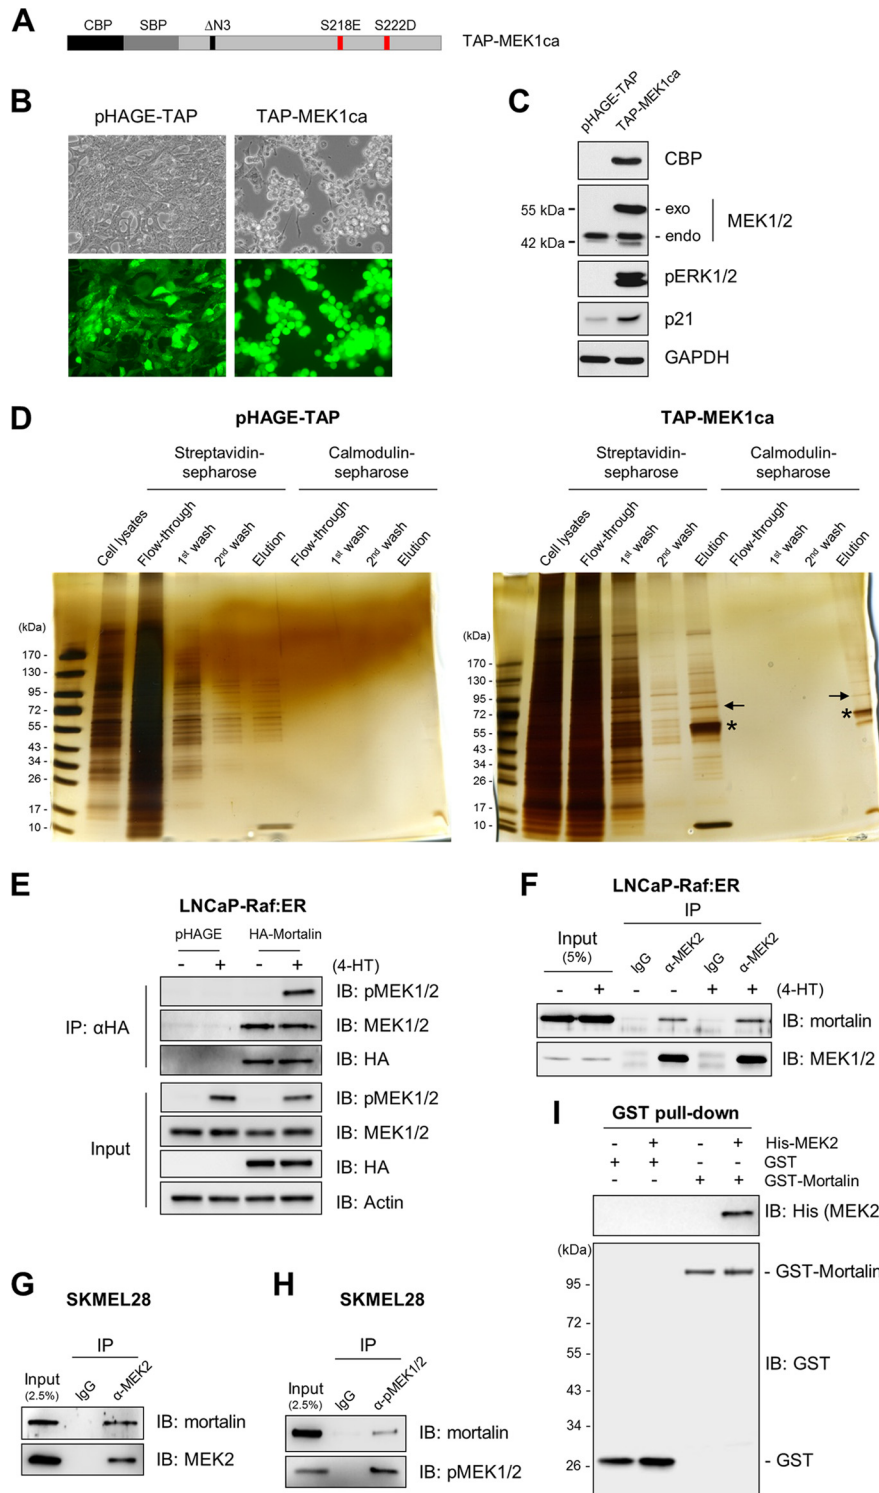 A
CBP SBP ΔN3 S218E S222D
TAP-MEK1ca
B
pHAGE-TAP TAP-MEK1ca
C
pHAGE-TAP
TAP-MEK1ca
CBP
55 kDa - - exo
MEK1/2
42 kDa - - endo
pERK1/2
p21
GAPDH
D
pHAGE-TAP
Streptavidin-sepharose
Calmodulin-sepharose
Cell lysates
Flow-through
1st wash
2nd wash
Elution
Flow-through
1st wash
2nd wash
Elution
(kDa)
170 -
130 -
95 -
72 -
55 -
43 -
34 -
26 -
17 -
10 -
TAP-MEK1ca
Streptavidin-sepharose
Calmodulin-sepharose
Cell lysates
Flow-through
1st wash
2nd wash
Elution
Flow-through
1st wash
2nd wash
Elution
(kDa)
170 -
130 -
95 -
72 -
55 -
43 -
34 -
26 -
17 -
10 -
*
*
E
LNCaP-Raf:ER
pHAGE HA-Mortalin
- + - + (4-HT)
IP: αHA
IB: pMEK1/2
IB: MEK1/2
IB: HA
Input
IB: pMEK1/2
IB: MEK1/2
IB: HA
IB: Actin
F
LNCaP-Raf:ER
IP
Input
(5%)
IgG
α-MEK2
IgG
α-MEK2
- + - - + + (4-HT)
IB: mortalin
IB: MEK1/2
G
SKMEL28
IP
Input
(2.5%)
IgG
α-MEK2
IB: mortalin
IB: MEK2
H
SKMEL28
IP
Input
(2.5%)
IgG
α-pMEK1/2
IB: mortalin
IB: pMEK1/2
I
GST pull-down
- + - + His-MEK2
+ + - - GST
- - + + GST-Mortalin
IB: His (MEK2
(kDa)
- GST-Mortalin
95 -
72 -
55 -
IB: GST
43 -
34 -
26 -
- GST